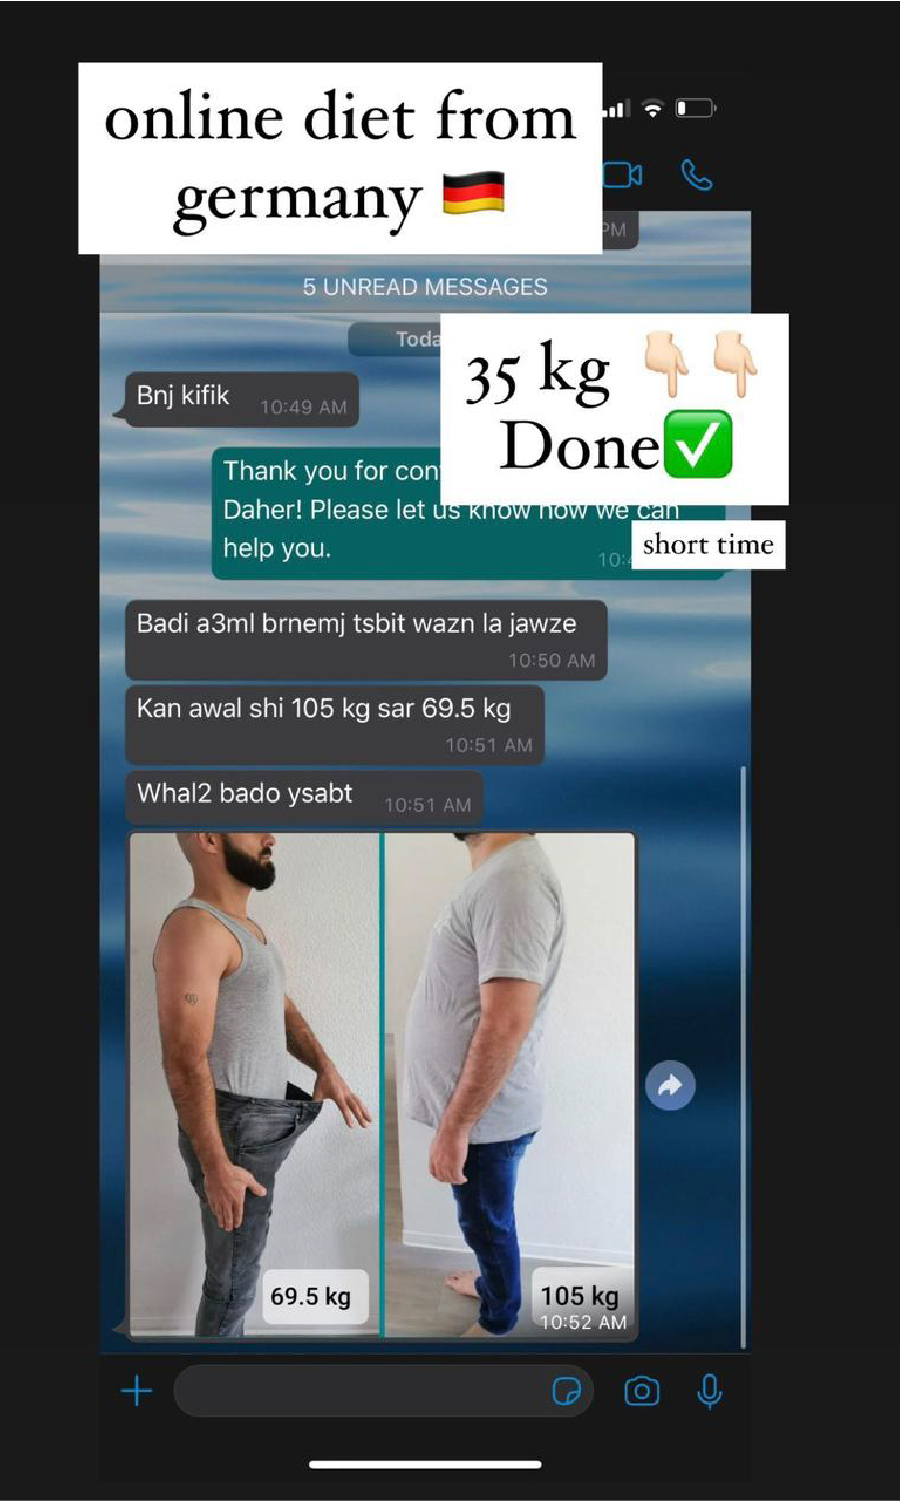 online diet from
germany 🇩🇪
PM
5 UNREAD MESSAGES
35 kg 👇🏻👇🏻
Done✅
Bnj kifik
10:49 AM
Thank you for
Daher! Please let us know how we can
help you.
short time
Badi a3ml brnemj tsbit wazn la jawze
10:50 AM
Kan awal shi 105 kg sar 69.5 kg
10:51 AM
Whal2 bado ysabt
10:51 AM
69.5 kg
105 kg
10:52 AM